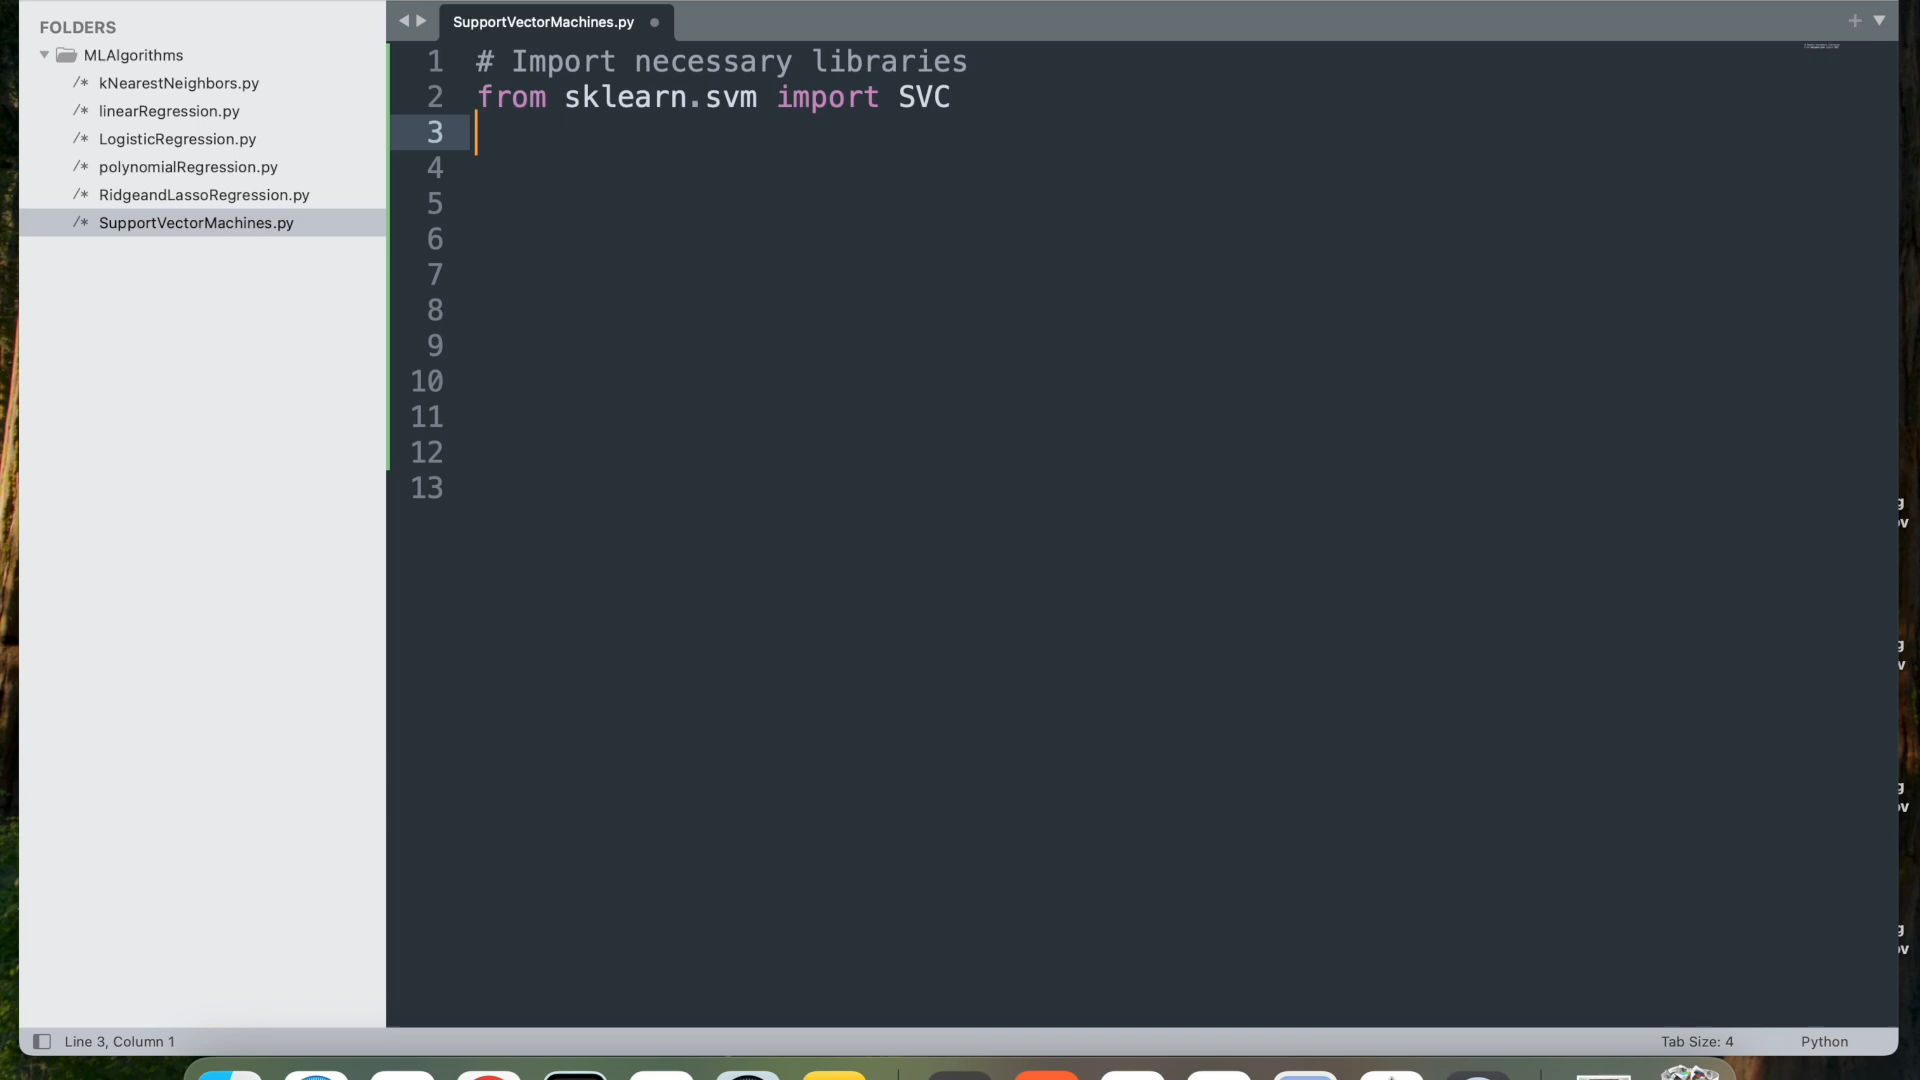 FOLDERS
MLAlgorithms
/* kNearestNeighbors.py
/* linearRegression.py
/* LogisticRegression.py
/* polynomialRegression.py
/* RidgeandLassoRegression.py
/* SupportVectorMachines.py
SupportVectorMachines.py
1 # Import necessary libraries
2 from sklearn.svm import SVC
3
4
5
6
7
8
9
10
11
12
13
Line 3, Column 1
Tab Size: 4
Python